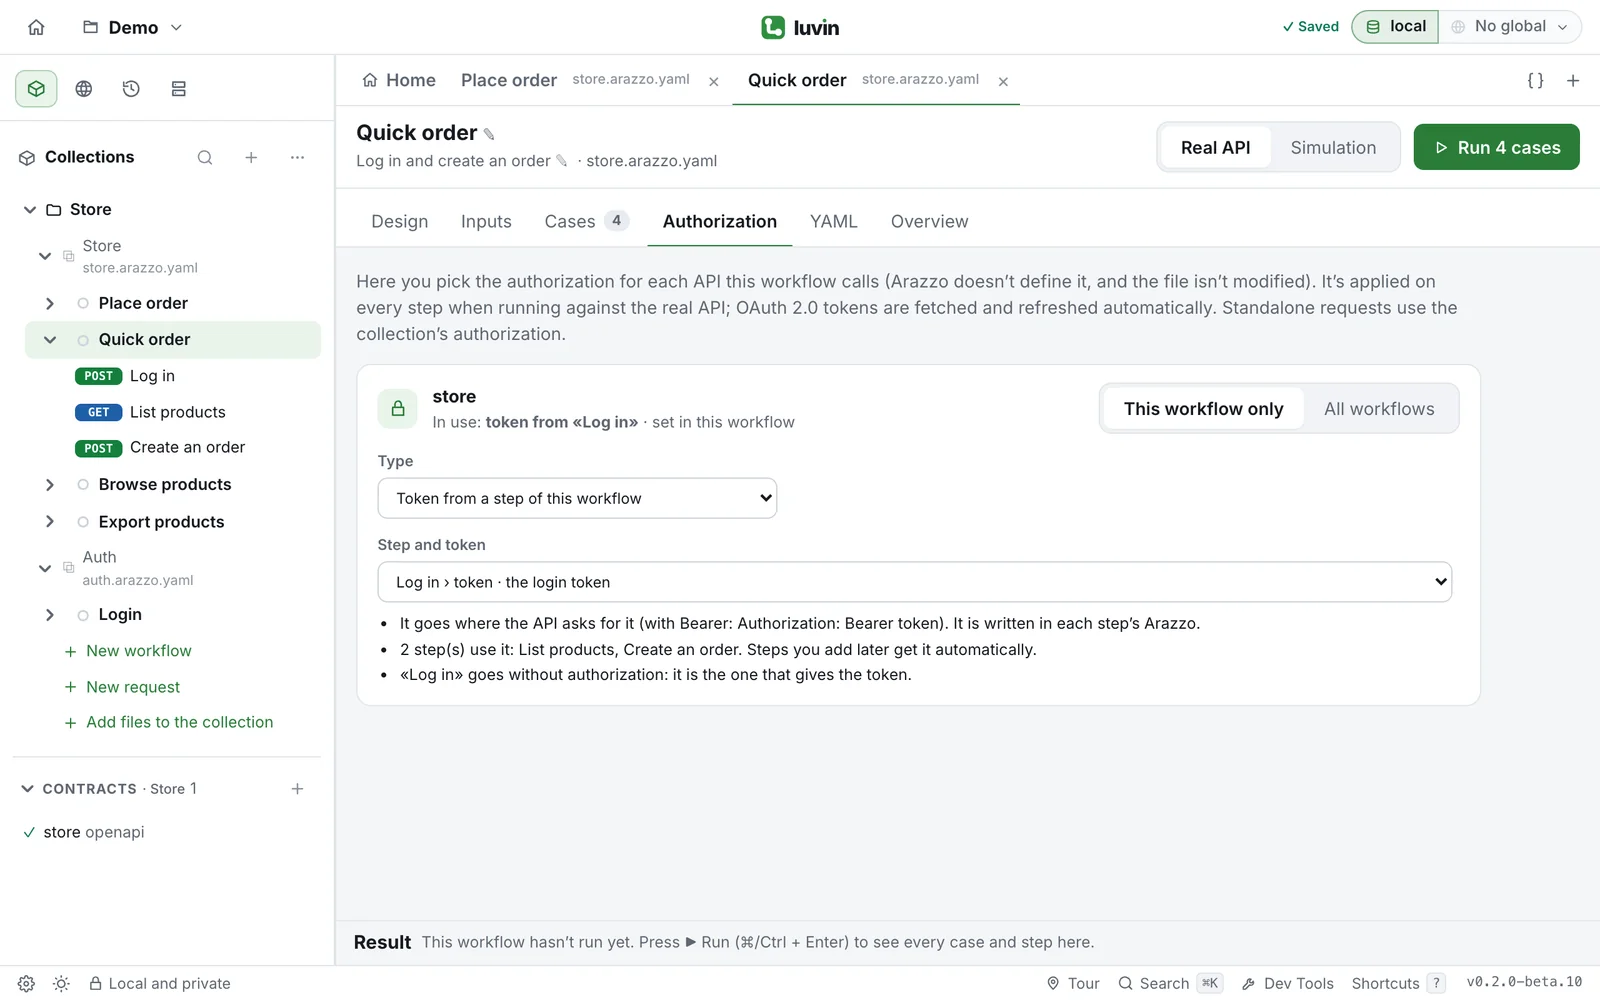 Demo
luvin
✓ Saved
local
No global
Home
Place order store.arazzo.yaml ×
Quick order store.arazzo.yaml ×
{} +
Collections
Store
Store
store.arazzo.yaml
Place order
Quick order
POST Log in
GET List products
POST Create an order
Browse products
Export products
Auth
auth.arazzo.yaml
Login
+ New workflow
+ New request
+ Add files to the collection
CONTRACTS · Store 1 +
✓ store openapi
Quick order
Log in and create an order · store.arazzo.yaml
Real API
Simulation
Run 4 cases
Design
Inputs
Cases 4
Authorization
YAML
Overview
Here you pick the authorization for each API this workflow calls (Arazzo doesn’t define it, and the file isn’t modified). It’s applied on
every step when running against the real API; OAuth 2.0 tokens are fetched and refreshed automatically. Standalone requests use the
collection’s authorization.
store
In use: token from «Log in» · set in this workflow
This workflow only
All workflows
Type
Token from a step of this workflow
Step and token
Log in › token · the login token
• It goes where the API asks for it (with Bearer: Authorization: Bearer token). It is written in each step’s Arazzo.
• 2 step(s) use it: List products, Create an order. Steps you add later get it automatically.
• «Log in» goes without authorization: it is the one that gives the token.
Result This workflow hasn’t run yet. Press ▶ Run (⌘/Ctrl + Enter) to see every case and step here.
Local and private
Tour
Search ⌘K
Dev Tools
Shortcuts ?
v0.2.0-beta.10